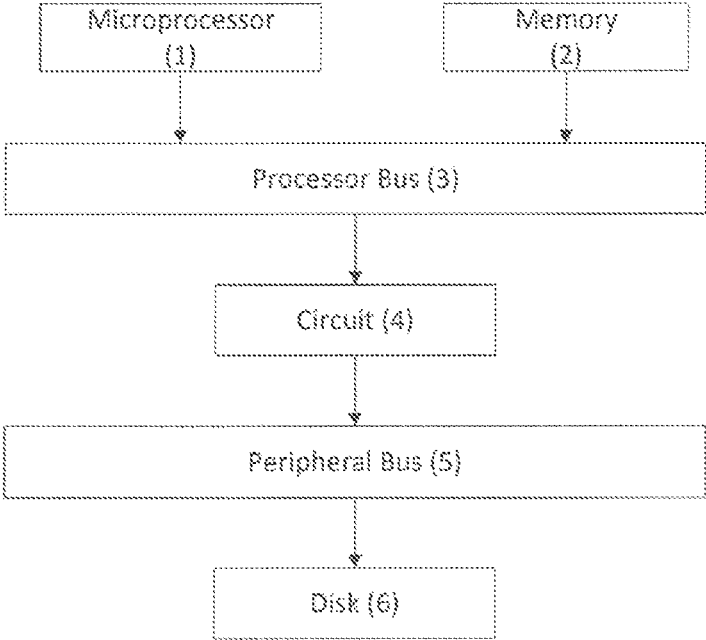 Microprocessor
(1)
Memory
(2)
Processor Bus (3)
Circuit (4)
Peripheral Bus (5)
Disk (6)